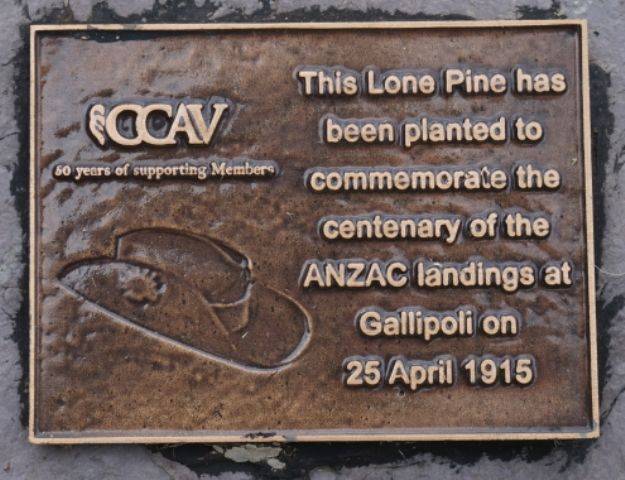 CCAV
50 years of supporting Members
This Lone Pine has
been planted to
commemorate the
centenary of the
ANZAC landings at
Gallipoli on
25 April 1915